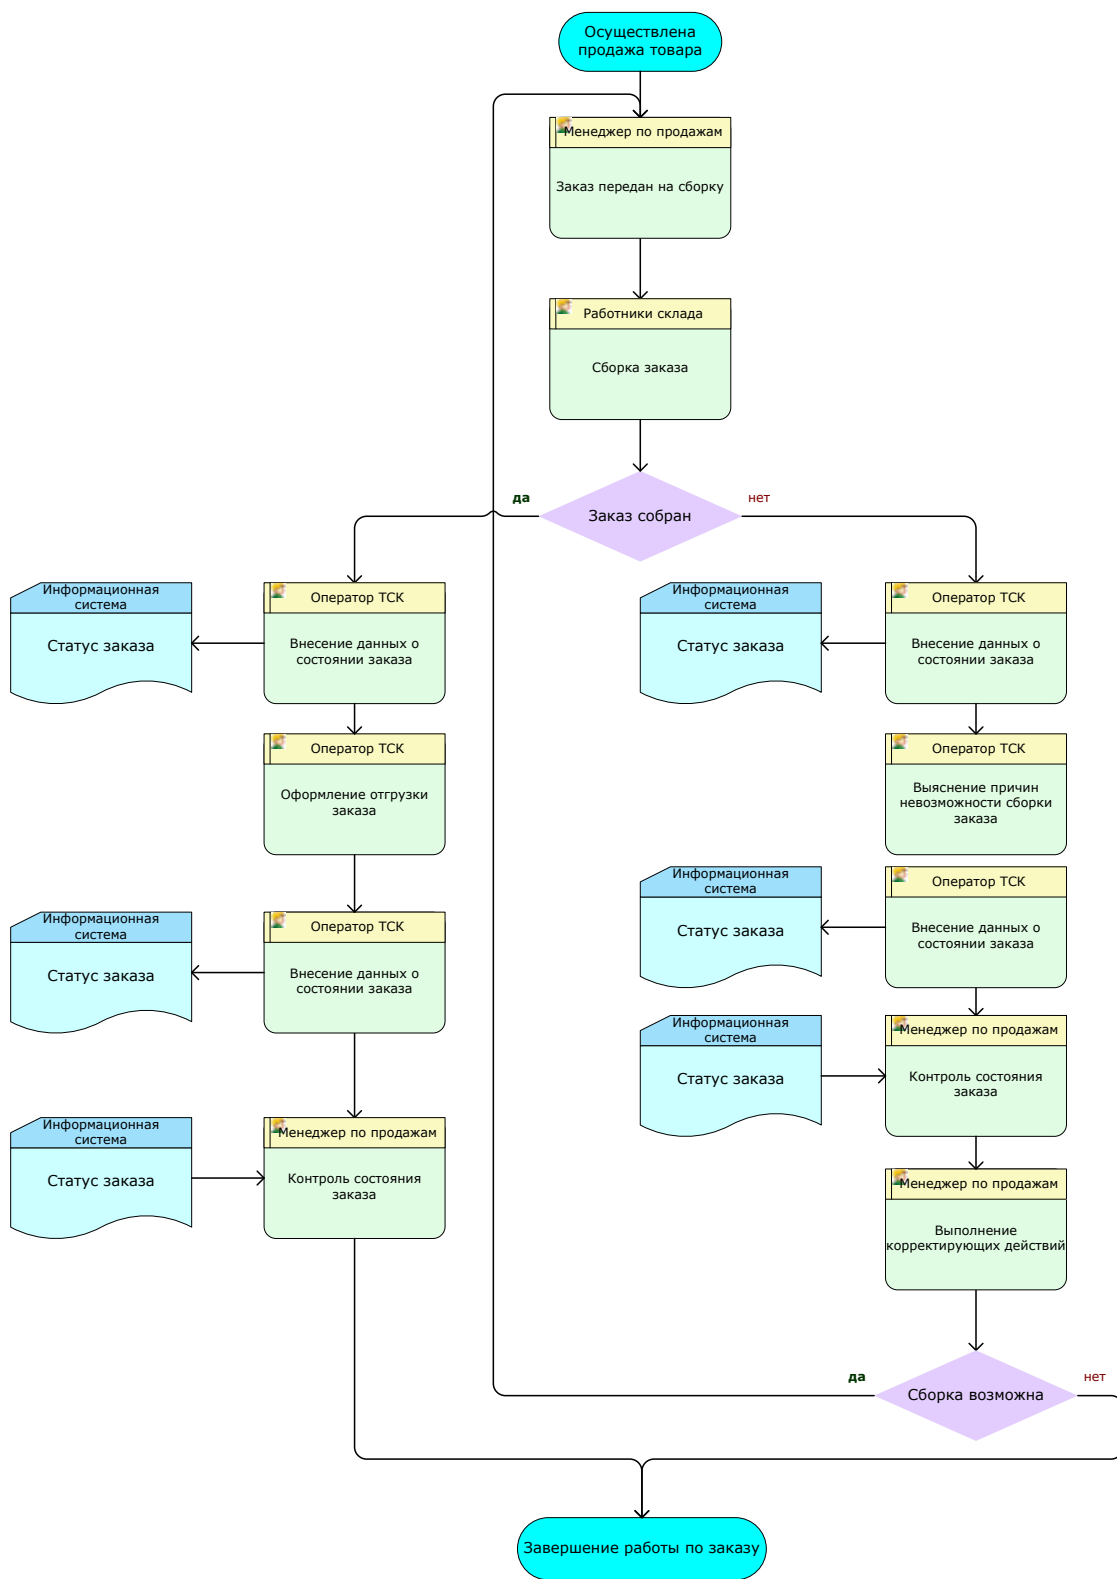 Осуществлена
продажа товара
Менеджер по продажам
Заказ передан на сборку
Работники склада
Сборка заказа
да
нет
Заказ собран
Информационная
система
Статус заказа
Оператор ТСК
Внесение данных о
состоянии заказа
Информационная
система
Статус заказа
Оператор ТСК
Внесение данных о
состоянии заказа
Оператор ТСК
Оформление отгрузки
заказа
Оператор ТСК
Выяснение причин
невозможности сборки
заказа
Информационная
система
Статус заказа
Оператор ТСК
Внесение данных о
состоянии заказа
Информационная
система
Статус заказа
Оператор ТСК
Внесение данных о
состоянии заказа
Информационная
система
Статус заказа
Менеджер по продажам
Контроль состояния
заказа
Информационная
система
Статус заказа
Менеджер по продажам
Контроль состояния
заказа
Менеджер по продажам
Выполнение
корректирующих действий
да
нет
Сборка возможна
Завершение работы по заказу